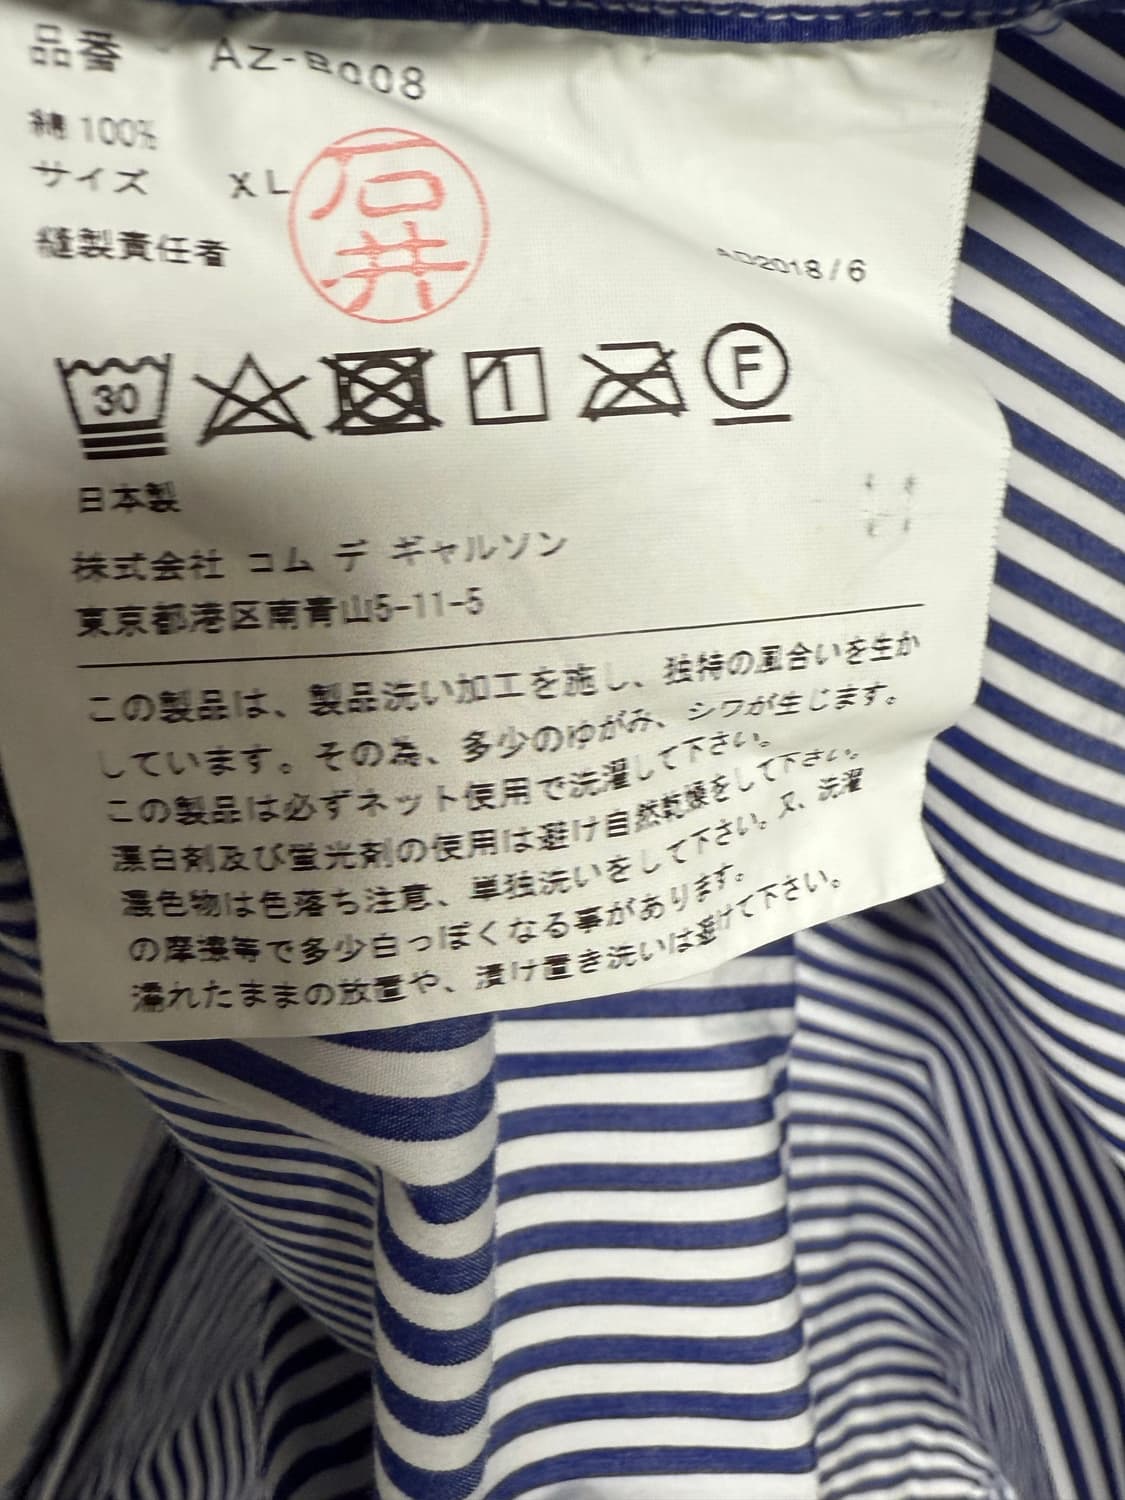 品番 AZ-B008
綿 100%
サイズ XL
縫製責任者 石井
AD2018/6
30 1 F
日本製
株式会社 コム デ ギャルソン
東京都港区南青山5-11-5
この製品は、製品洗い加工を施し、独特の風合いを生か
しています。その為、多少のゆがみ、シワが生じます。
この製品は必ずネット使用で洗濯して下さい。
漂白剤及び蛍光剤の使用は避け自然乾燥をして下さい。
濃色物は色落ち注意、単独洗いをして下さい。又、洗濯
の摩擦等で多少白っぽくなる事があります。
濡れたままの放置や、漬け置き洗いは避けて下さい。